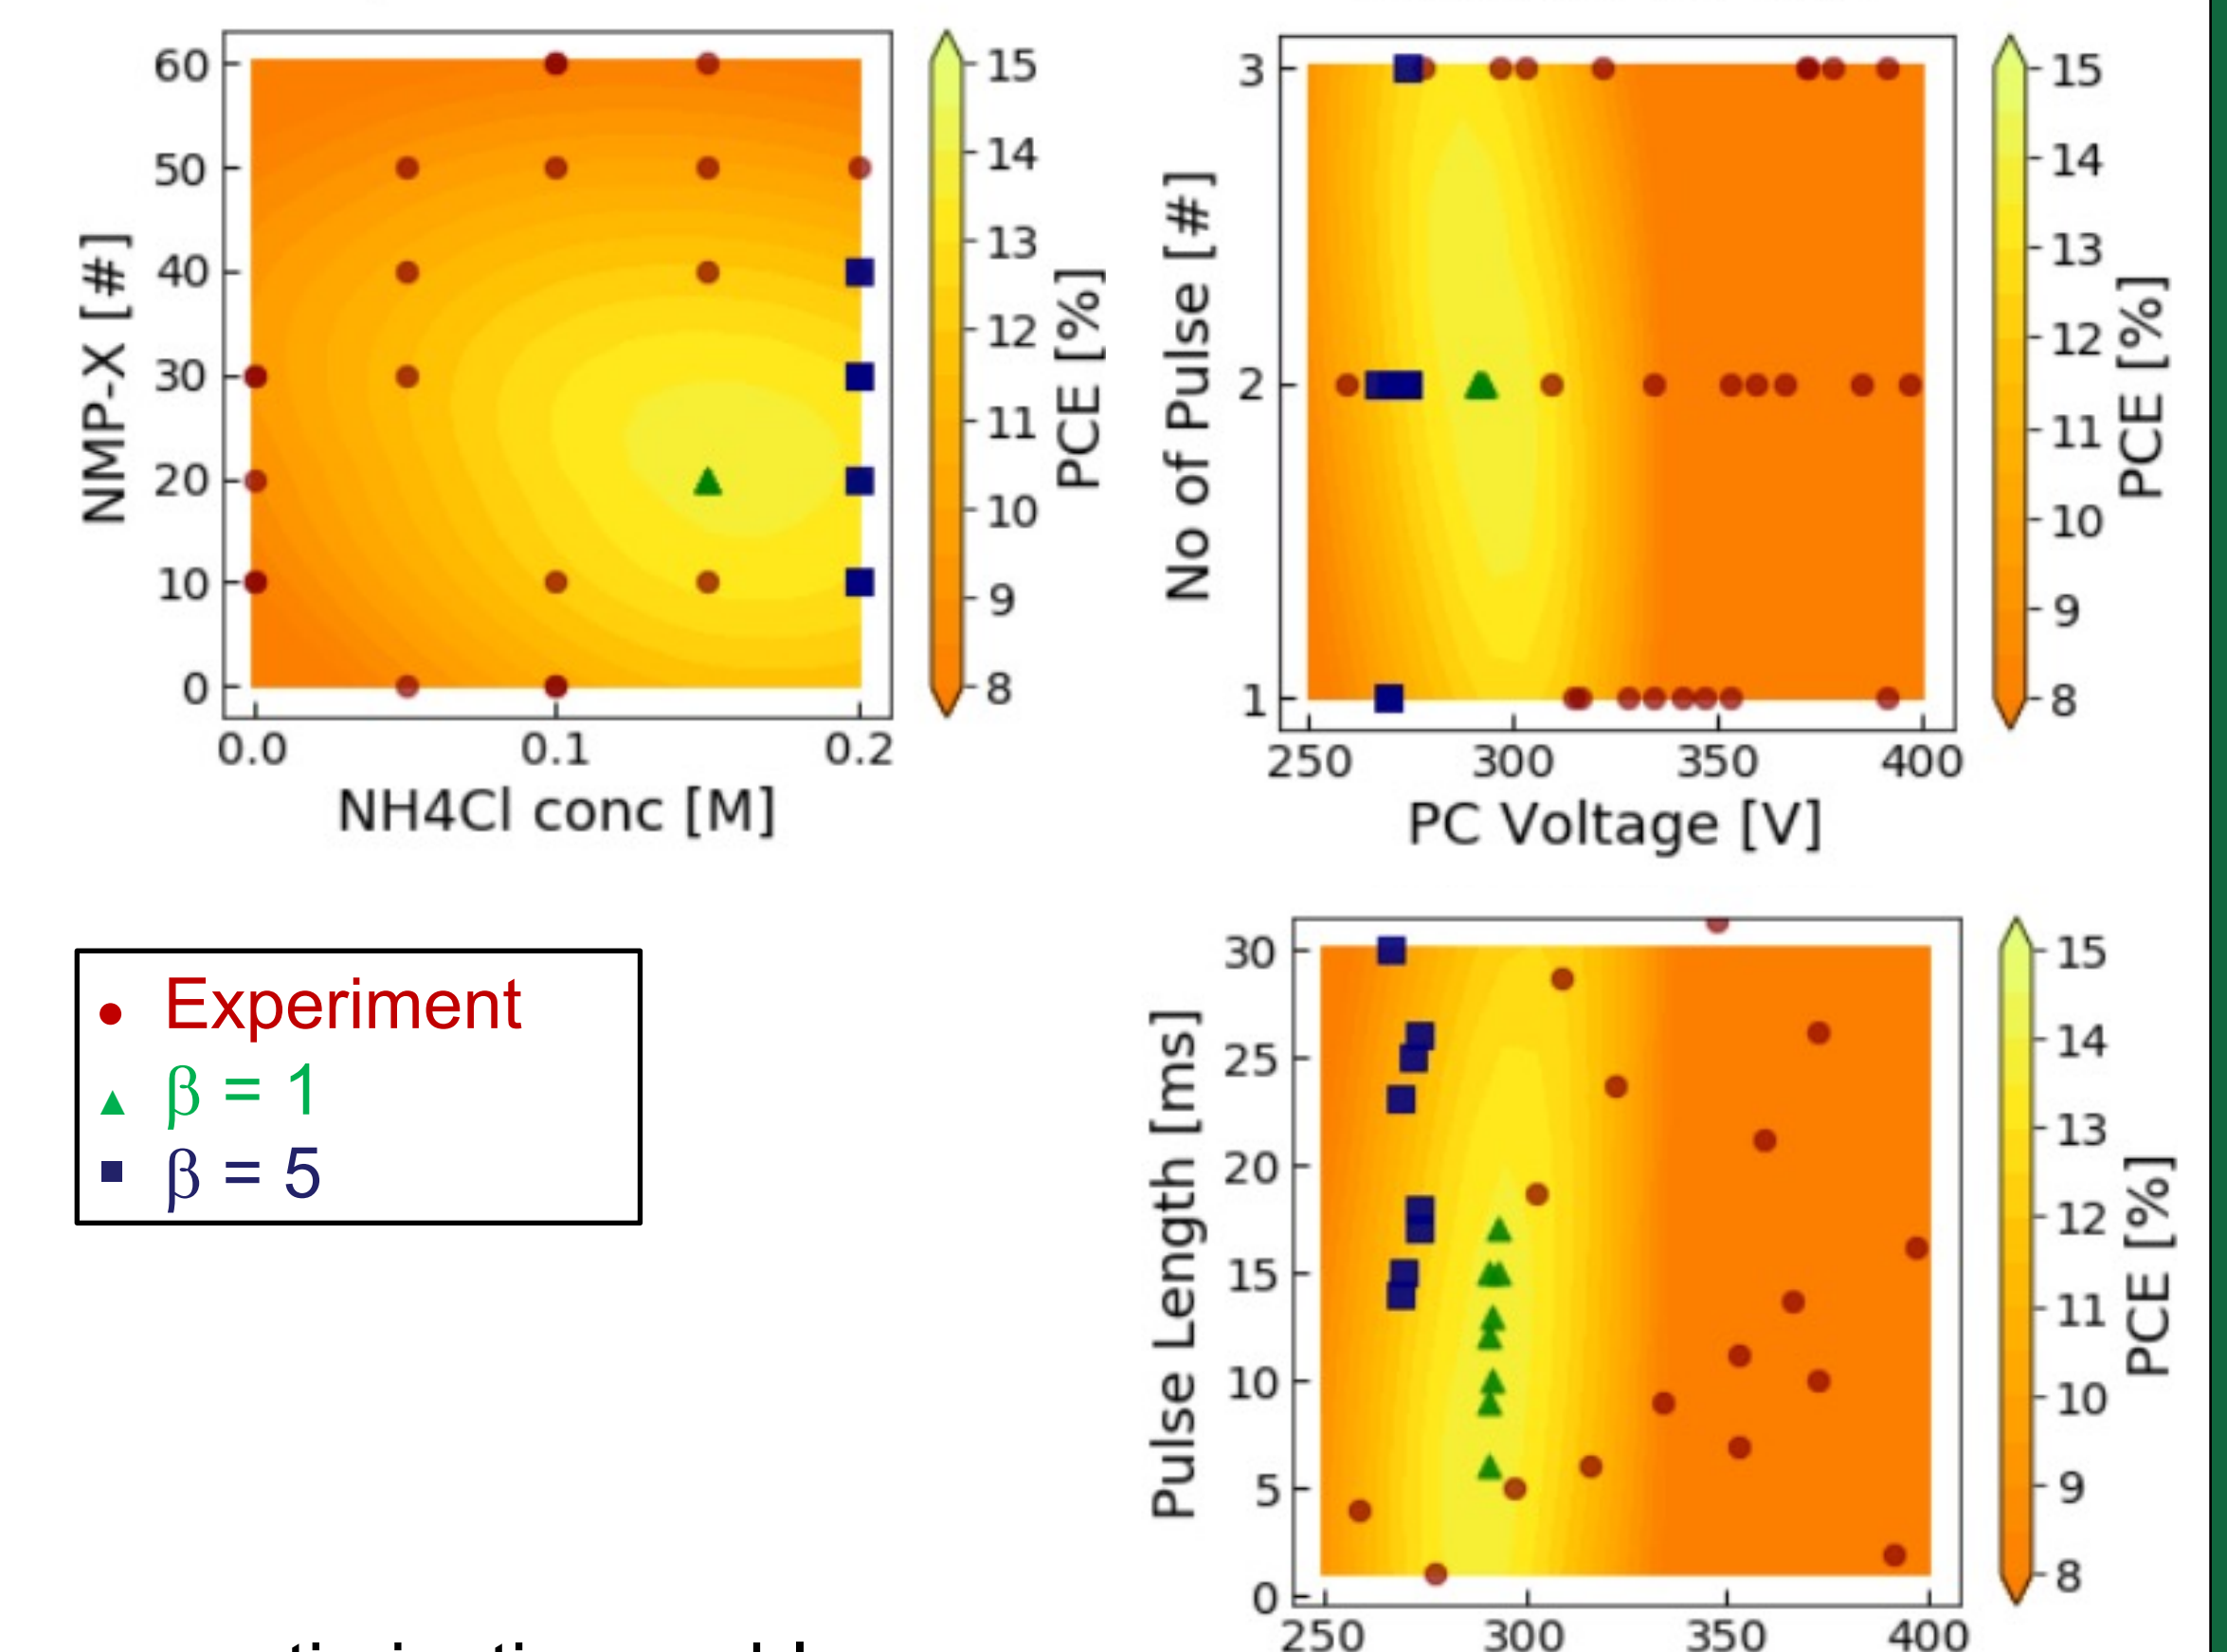 60
50
40
30
20
10
0
NMP-X [#]
0.0 0.1 0.2
NH4Cl conc [M]
15
14
13
12
11
10
9
8
PCE [%]
3
2
1
No of Pulse [#]
250 300 350 400
PC Voltage [V]
15
14
13
12
11
10
9
8
PCE [%]
Experiment
β = 1
β = 5
30
25
20
15
10
5
0
Pulse Length [ms]
250 300 350 400
15
14
13
12
11
10
9
8
PCE [%]